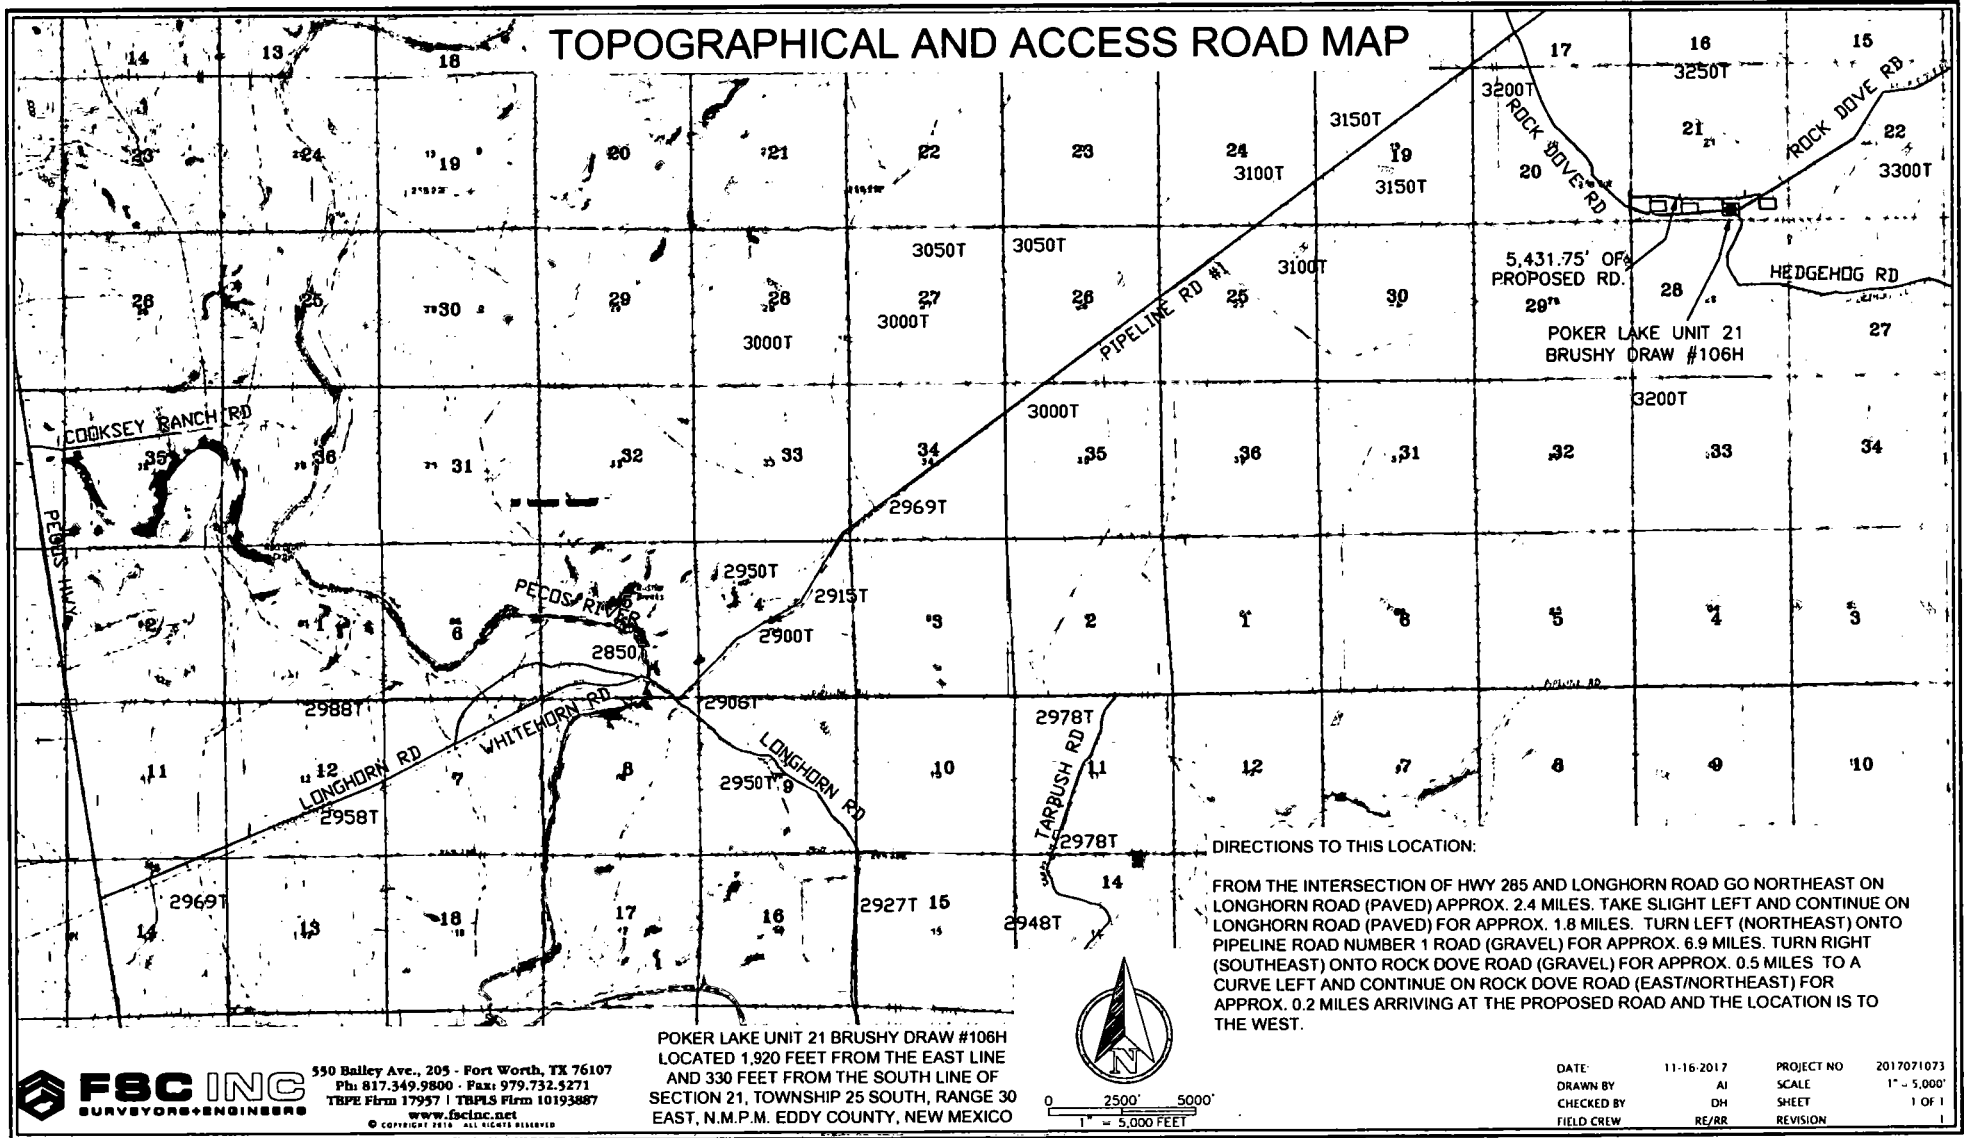 TOPOGRAPHICAL AND ACCESS ROAD MAP
14
13
18
17
16
15
3250T
3200T
ROCK DOVE RD
ROCK DOVE RD
3150T
21
22
23
24
19
20
21
22
23
24
19
20
3100T
3150T
3300T
3050T
3050T
3100T
5,431.75' OF
PROPOSED RD.
HEDGEHOG RD
26
25
30
29
28
27
26
25
30
29
28
27
PIPELINE RD #1
3000T
3000T
POKER LAKE UNIT 21
BRUSHY DRAW #106H
3000T
3200T
COOKSEY RANCH RD
35
36
31
32
33
34
35
36
31
32
33
34
2969T
PECOS HWY
PECOS RIVER
2950T
2915T
2
1
6
5
4
3
2
1
6
5
4
3
2900T
2850T
2988T
WHITEHORN RD
2906T
2978T
LONGHORN RD
LONGHORN RD
TARBUSH RD
11
12
7
8
9
10
11
12
7
8
9
10
2950T
2958T
2978T
2969T
14
13
18
17
16
2927T
15
14
2948T
DIRECTIONS TO THIS LOCATION:
FROM THE INTERSECTION OF HWY 285 AND LONGHORN ROAD GO NORTHEAST ON
LONGHORN ROAD (PAVED) APPROX. 2.4 MILES. TAKE SLIGHT LEFT AND CONTINUE ON
LONGHORN ROAD (PAVED) FOR APPROX. 1.8 MILES. TURN LEFT (NORTHEAST) ONTO
PIPELINE ROAD NUMBER 1 ROAD (GRAVEL) FOR APPROX. 6.9 MILES. TURN RIGHT
(SOUTHEAST) ONTO ROCK DOVE ROAD (GRAVEL) FOR APPROX. 0.5 MILES TO A
CURVE LEFT AND CONTINUE ON ROCK DOVE ROAD (EAST/NORTHEAST) FOR
APPROX. 0.2 MILES ARRIVING AT THE PROPOSED ROAD AND THE LOCATION IS TO
THE WEST.
FSC INC
SURVEYORS+ENGINEERS
550 Bailey Ave., 205 - Fort Worth, TX 76107
Ph: 817.349.9800 - Fax: 979.732.5271
TBPE Firm 17957 | TBPLS Firm 10193887
www.fscinc.net
© COPYRIGHT 2016 ALL RIGHTS RESERVED
POKER LAKE UNIT 21 BRUSHY DRAW #106H
LOCATED 1,920 FEET FROM THE EAST LINE
AND 330 FEET FROM THE SOUTH LINE OF
SECTION 21, TOWNSHIP 25 SOUTH, RANGE 30
EAST, N.M.P.M. EDDY COUNTY, NEW MEXICO
N
0 2500' 5000'
1" = 5,000 FEET
DATE: 11-16-2017 PROJECT NO 2017071073
DRAWN BY AI SCALE 1" = 5,000'
CHECKED BY DH SHEET 1 OF 1
FIELD CREW RE/RR REVISION 1